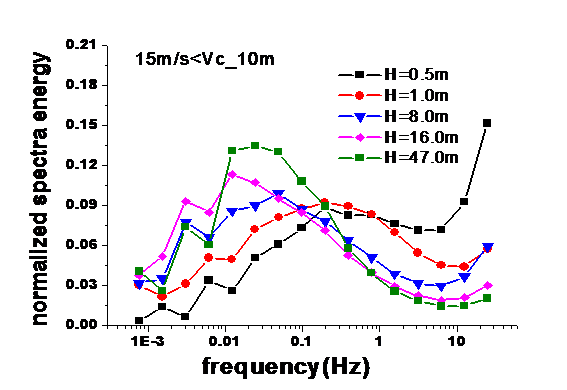 0.21
15m/s<Vc_10m
0.18
H=0.5m
H=1.0m
0.15
H=8.0m
H=16.0m
0.12
H=47.0m
0.09
0.06
0.03
0.00
1E-3 0.01 0.1 1 10
normalized spectra energy
frequency(Hz)